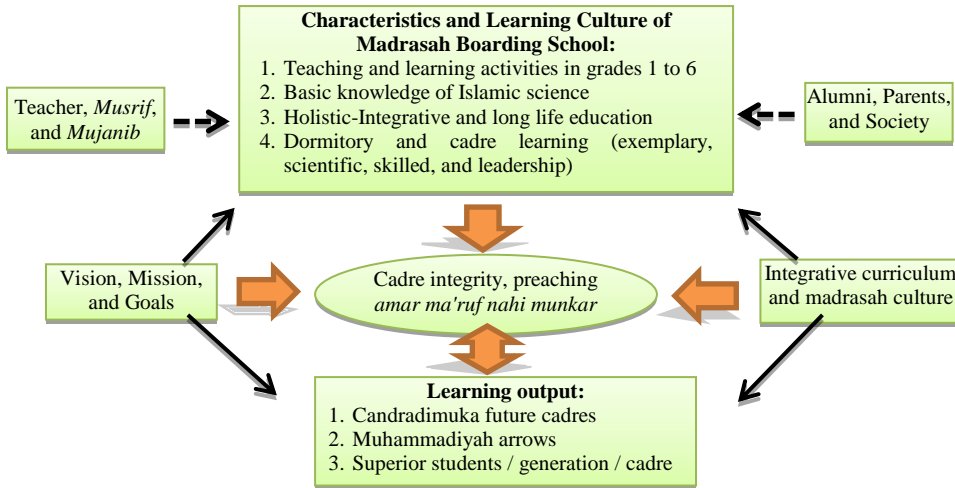 Characteristics and Learning Culture of
Madrasah Boarding School:
1. Teaching and learning activities in grades 1 to 6
2. Basic knowledge of Islamic science
3. Holistic-Integrative and long life education
4. Dormitory and cadre learning (exemplary,
scientific, skilled, and leadership)
Teacher, Musrif,
and Mujanib
Alumni, Parents,
and Society
Vision, Mission,
and Goals
Cadre integrity, preaching
amar ma'ruf nahi munkar
Integrative curriculum
and madrasah culture
Learning output:
1. Candradimuka future cadres
2. Muhammadiyah arrows
3. Superior students / generation / cadre